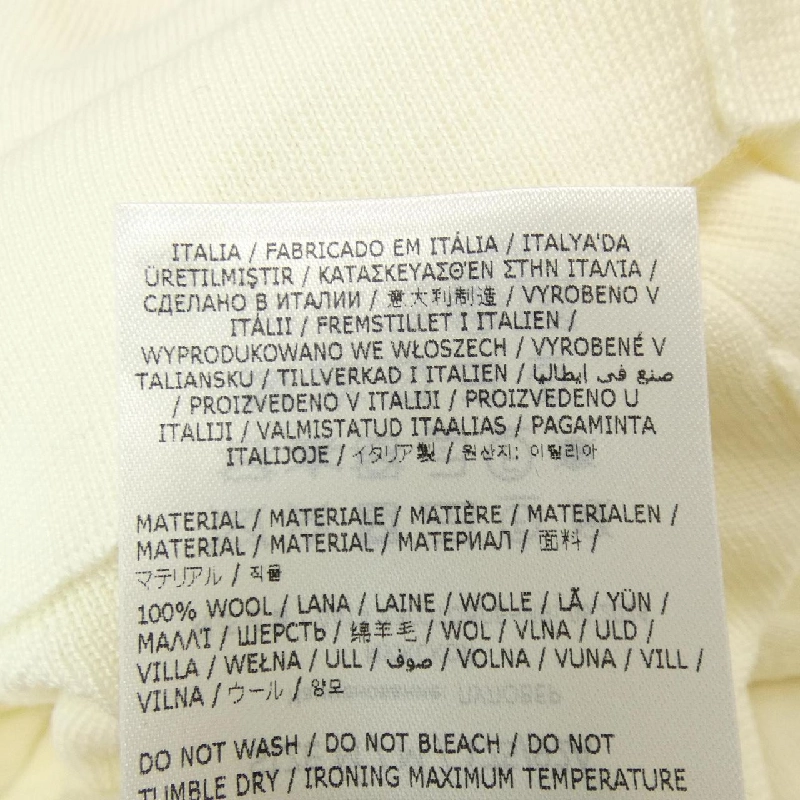 ITALIA / FABRICADO EM ITÁLIA / ITALYA'DA
ÜRETILMIŞTIR / ΚΑΤΑΣΚΕΥΑΣΘΈΝ ΣΤΗΝ ΙΤΑΛΊΑ /
СДЕЛАНО В ИТАЛИИ / 意大利制造 / VYROBENO V
ITÁLII / FREMSTILLET I ITALIEN /
WYPRODUKOWANO WE WŁOSZECH / VYROBENÉ V
TALIANSKU / TILLVERKAD I ITALIEN / صنع في ايطاليا
/ PROIZVEDENO V ITALIJI / PROIZVEDENO U
ITALIJI / VALMISTATUD ITAALIAS / PAGAMINTA
ITALIJOJE / イタリア製 / 원산지: 이탈리아
MATERIAL / MATERIALE / MATIÈRE / MATERIALEN /
MATERIAL / MATERIAL / МАТЕРИАЛ / 面料 /
マテリアル / 직물
100% WOOL / LANA / LAINE / WOLLE / LÃ / YÜN /
ΜΑΛΛΊ / ШЕРСТЬ / 绵羊毛 / WOL / VLNA / ULD /
VILLA / WEŁNA / ULL / صوف / VOLNA / VUNA / VILL /
VILNA / ウール / 양모
DO NOT WASH / DO NOT BLEACH / DO NOT
TUMBLE DRY / IRONING MAXIMUM TEMPERATURE